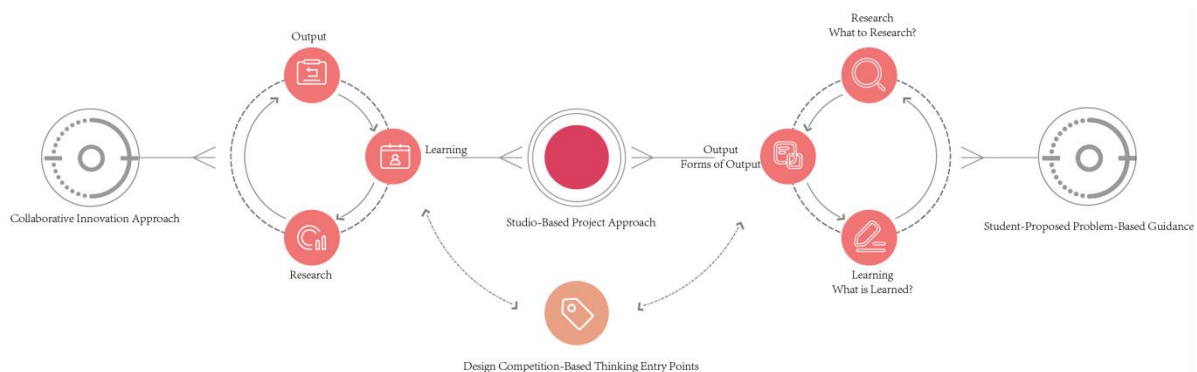 Collaborative Innovation Approach
Output
Learning
Research
Studio-Based Project Approach
Design Competition-Based Thinking Entry Points
Research
What to Research?
Output
Forms of Output
Learning
What is Learned?
Student-Proposed Problem-Based Guidance